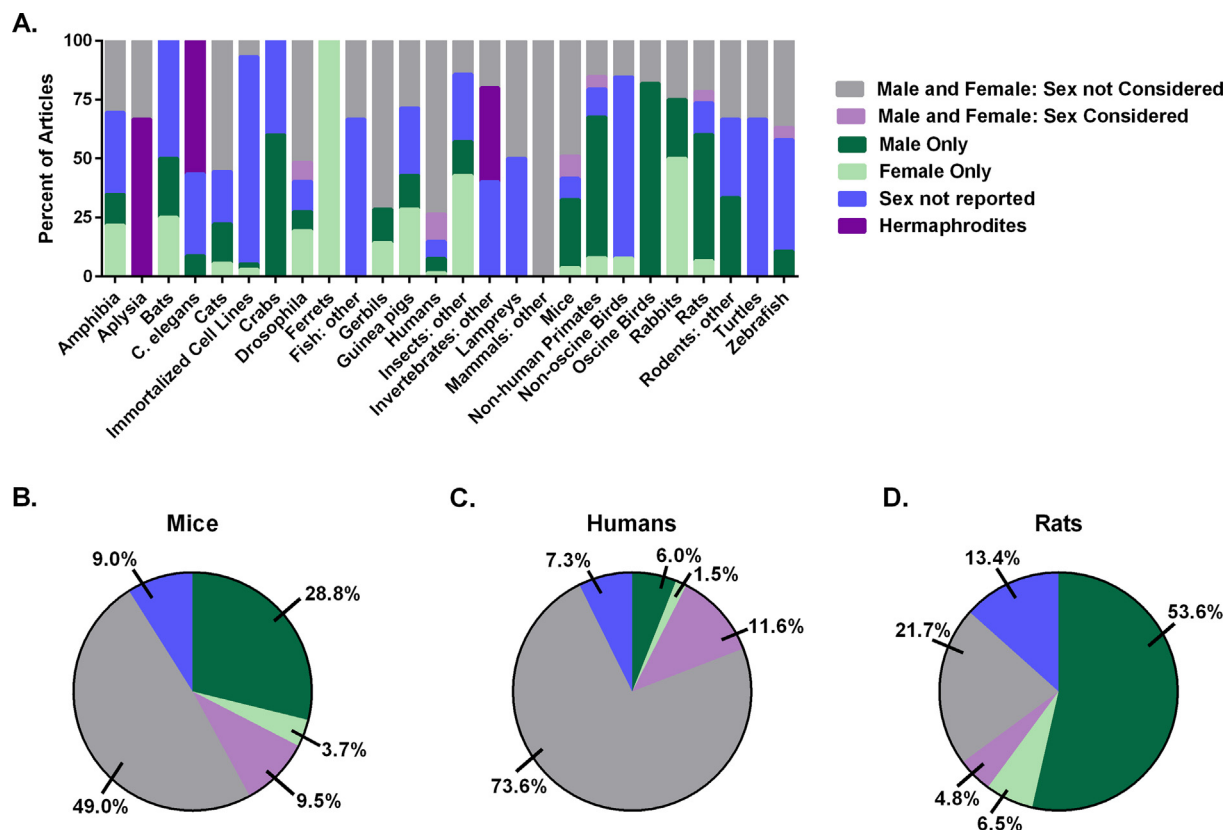 A.
Percent of Articles
100
75
50
25
0
Amphibia
Aplysia
Bats
C. elegans
Cats
Immortalized Cell Lines
Crabs
Drosophila
Ferrets
Fish: other
Gerbils
Guinea pigs
Humans
Insects: other
Invertebrates: other
Lampreys
Mammals: other
Mice
Non-human Primates
Non-oscine Birds
Oscine Birds
Rabbits
Rats
Rodents: other
Turtles
Zebrafish
Male and Female: Sex not Considered
Male and Female: Sex Considered
Male Only
Female Only
Sex not reported
Hermaphrodites
B.
Mice
9.0%
28.8%
3.7%
9.5%
49.0%
C.
Humans
7.3%
6.0%
1.5%
11.6%
73.6%
D.
Rats
13.4%
53.6%
21.7%
4.8%
6.5%